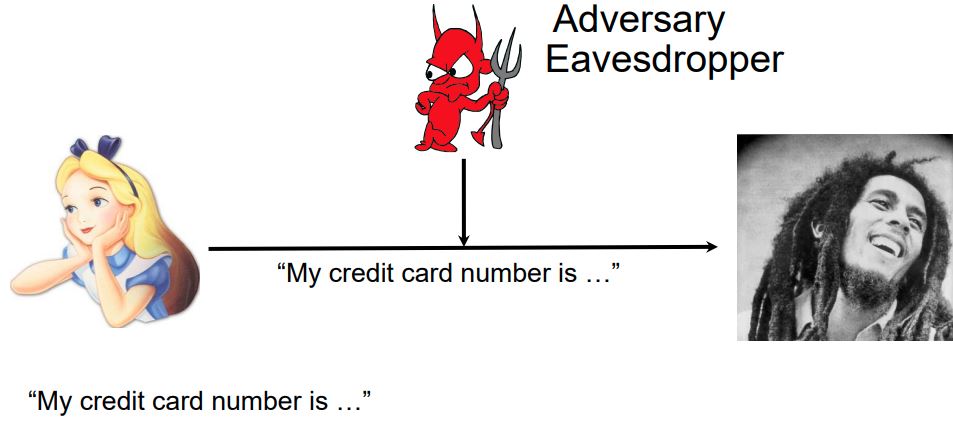 Adversary
Eavesdropper
“My credit card number is …”
“My credit card number is …”